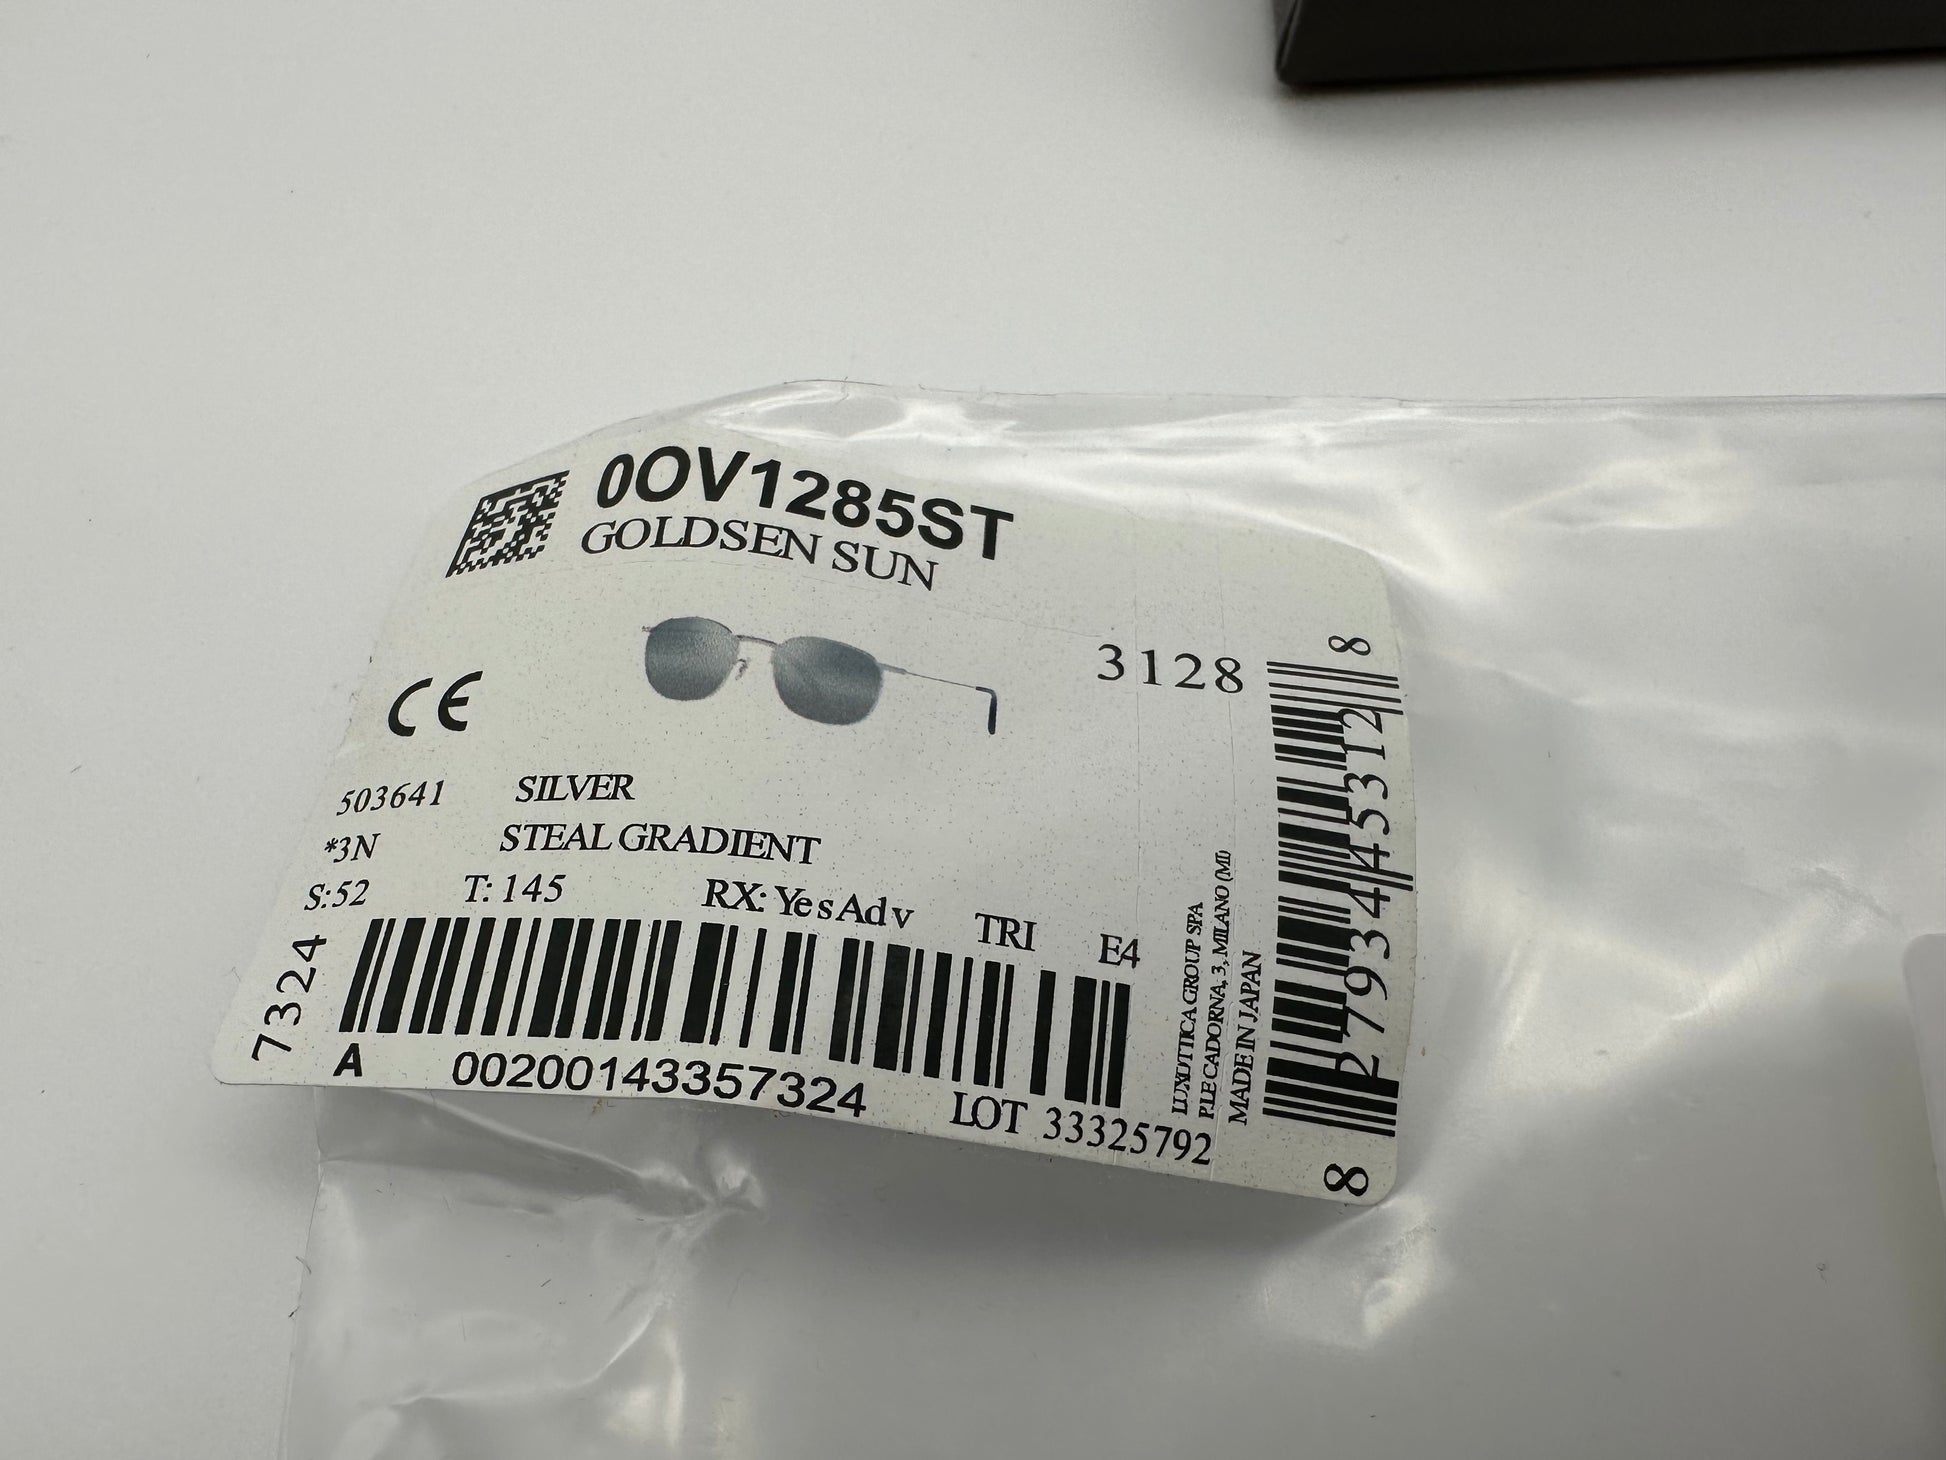 0OV1285ST
GOLDSEN SUN
3128
CE
503641 SILVER
*3N STEAL GRADIENT
S:52 T: 145 RX: YesAdv TRI E4
7324
A 00200143357324
LOT 33325792
LUXOTTICA GROUP SPA
P.LE CADORNA, 3, MILANO (MI)
MADE IN JAPAN
8 279344 45312 8